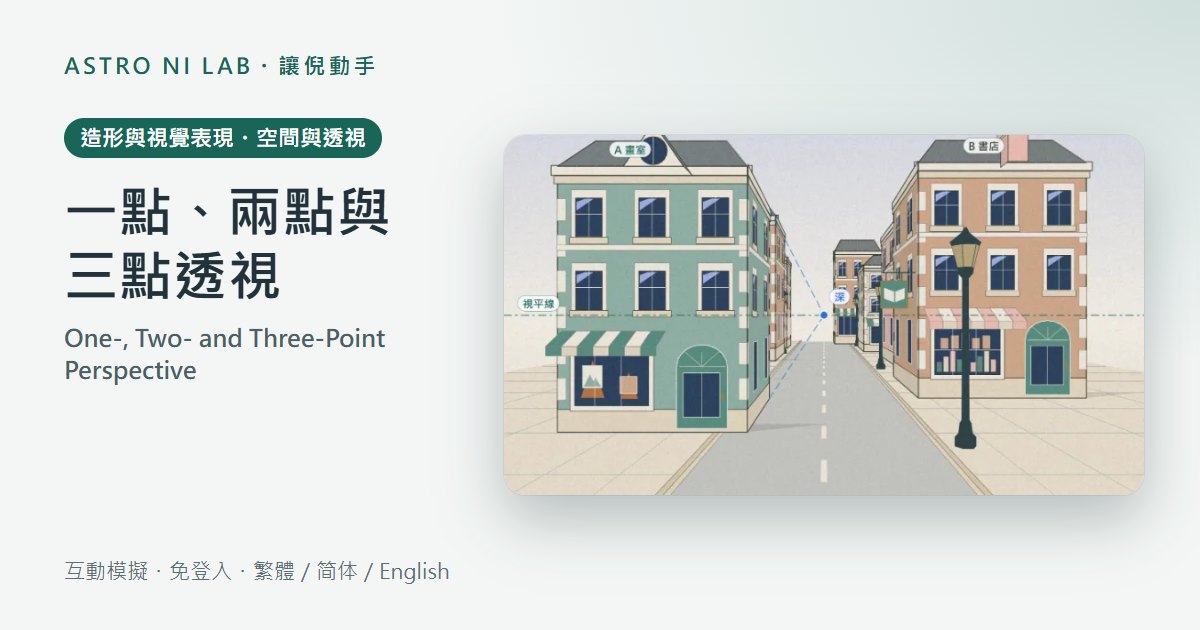 ASTRO NI LAB · 讓倪動手
造形與視覺表現 · 空間與透視
一點、兩點與
三點透視
One-, Two- and Three-Point
Perspective
A 畫室
B 書店
視平線
深
互動模擬 · 免登入 · 繁體 / 简体 / English